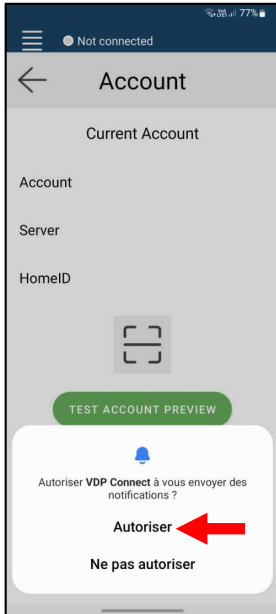 77%
Not connected
Account
Current Account
Account
Server
HomeID
TEST ACCOUNT PREVIEW
Autoriser VDP Connect à vous envoyer des
notifications ?
Autoriser
Ne pas autoriser